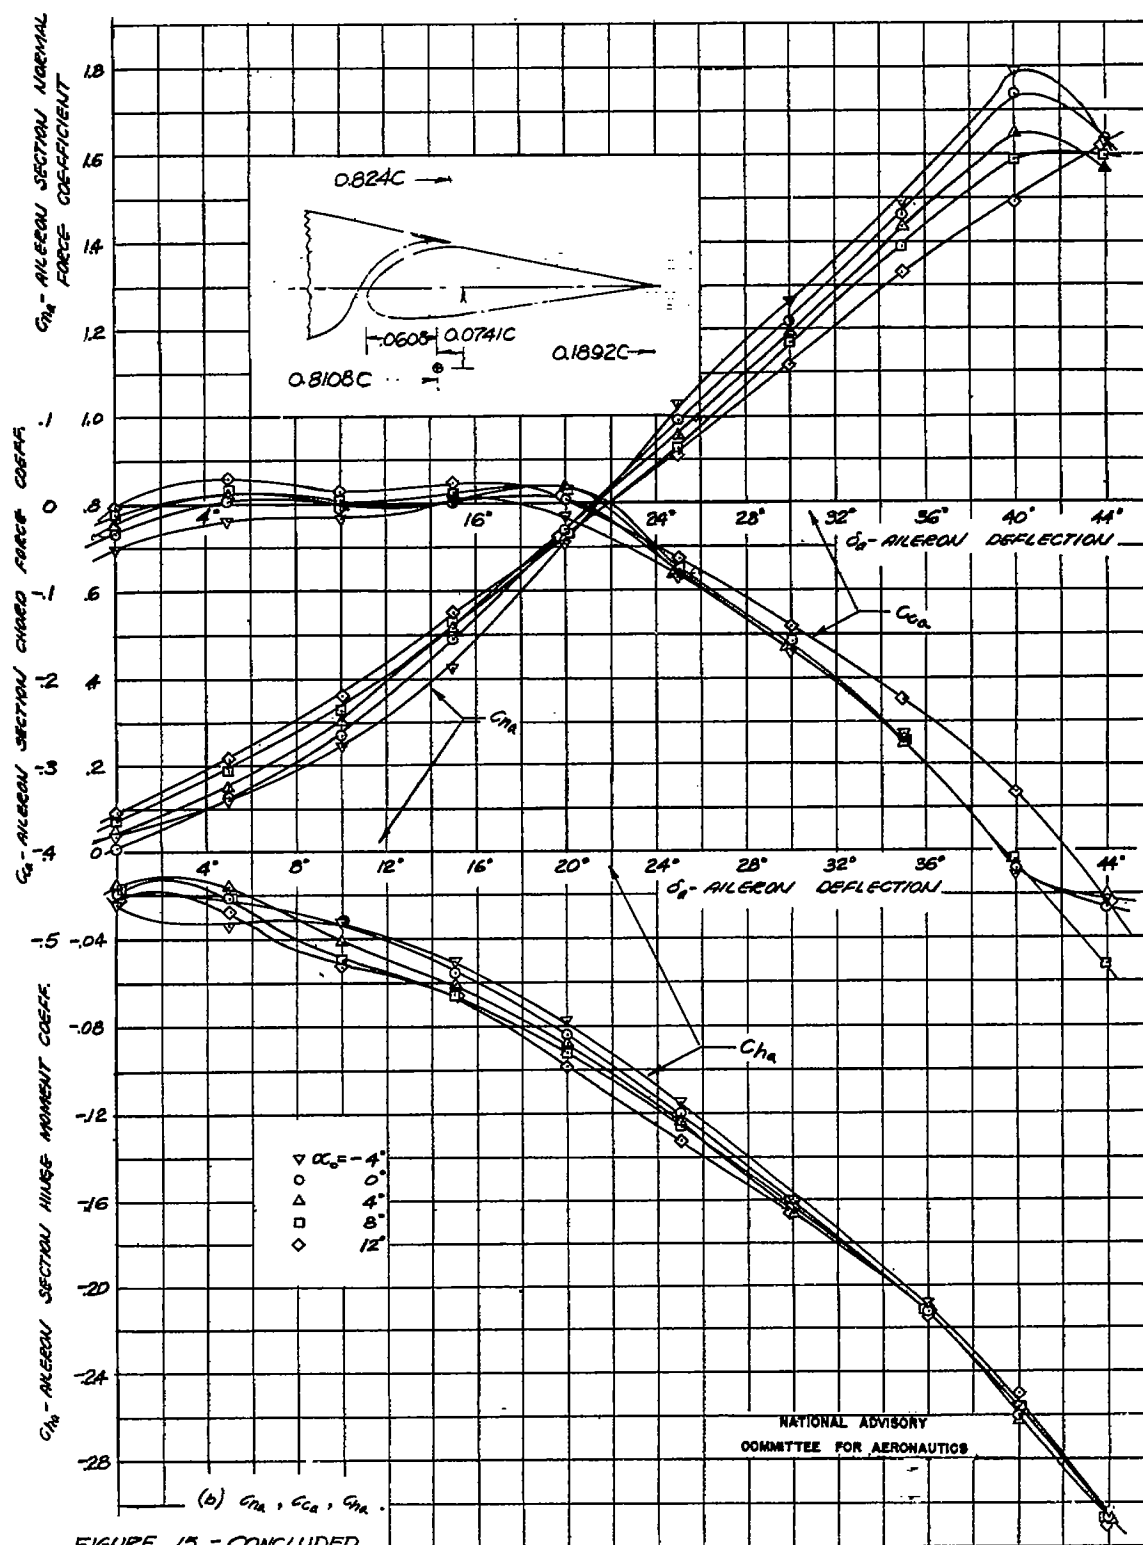 Cna - AILERON SECTION NORMAL
FORCE COEFFICIENT
1.8
1.6
1.4
1.2
1.0
.8
.6
.4
.2
0
0.824C
.0608
0.0741C
0.1892C
0.8108C
Cca - AILERON SECTION CHORD FORCE COEFF.
.1
0
-.1
-.2
-.3
-.4
-.5
4° 16° 24° 28° 32° 36° 40° 44°
δa - AILERON DEFLECTION
Cca
Cna
4° 8° 12° 16° 20° 24° 28° 32° 36° 44°
δa - AILERON DEFLECTION
Cha - AILERON SECTION HINGE MOMENT COEFF.
-.04
-.08
-.12
-.16
-.20
-.24
-.28
Cha
▽ α₀=-4°
○ 0°
△ 4°
□ 8°
◇ 12°
NATIONAL ADVISORY
COMMITTEE FOR AERONAUTICS
(b) Cna, Cca, Cha.
FIGURE 15 - CONCLUDED